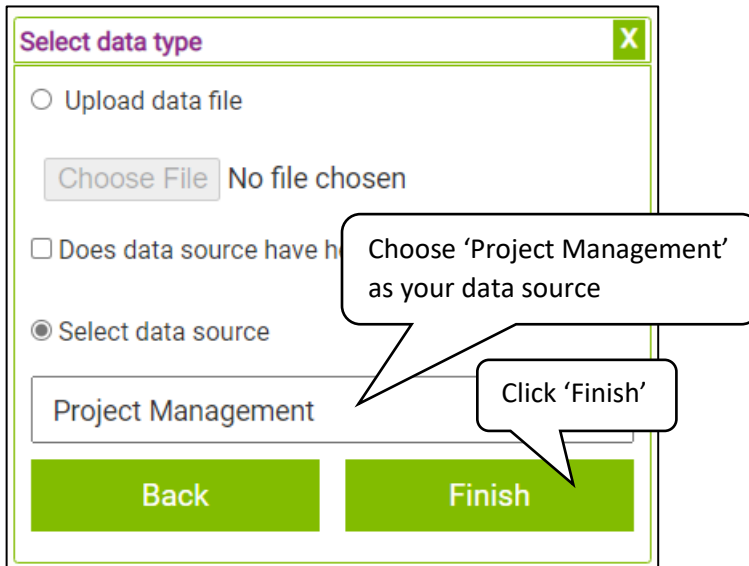 Select data type
X
Upload data file
Choose File No file chosen
Does data source have
Choose ‘Project Management’
as your data source
Select data source
Project Management
Click ‘Finish’
Back
Finish